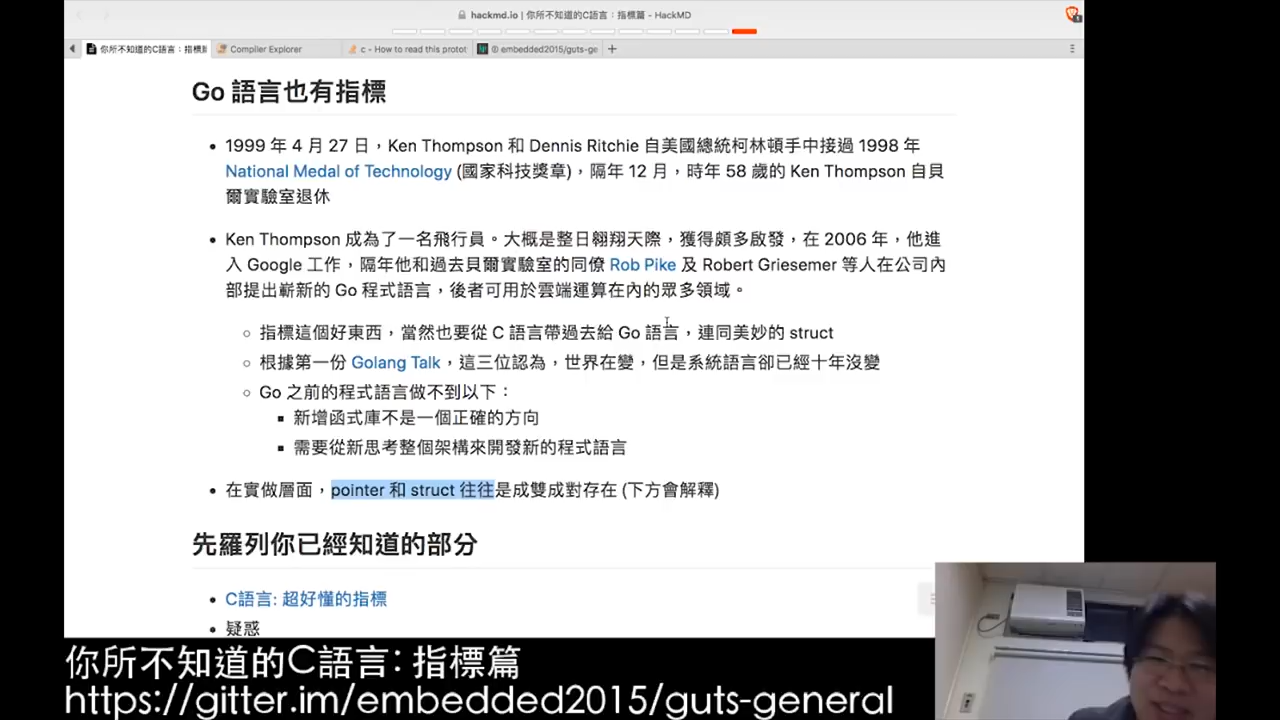 hackmd.io | 你所不知道的C語言：指標篇 - HackMD
你所不知道的C語言：指標 Compiler Explorer c - How to read this protot embedded2015/guts-ge
Go 語言也有指標
1999 年 4 月 27 日，Ken Thompson 和 Dennis Ritchie 自美國總統柯林頓手中接過 1998 年
National Medal of Technology (國家科技獎章)，隔年 12 月，時年 58 歲的 Ken Thompson 自貝
爾實驗室退休
Ken Thompson 成為了一名飛行員。大概是整日翱翔天際，獲得頗多啟發，在 2006 年，他進
入 Google 工作，隔年他和過去貝爾實驗室的同僚 Rob Pike 及 Robert Griesemer 等人在公司內
部提出嶄新的 Go 程式語言，後者可用於雲端運算在內的眾多領域。
指標這個好東西，當然也要從 C 語言帶過去給 Go 語言，連同美妙的 struct
根據第一份 Golang Talk，這三位認為，世界在變，但是系統語言卻已經十年沒變
Go 之前的程式語言做不到以下：
新增函式庫不是一個正確的方向
需要從新思考整個架構來開發新的程式語言
在實做層面，pointer 和 struct 往往是成雙成對存在 (下方會解釋)
先羅列你已經知道的部分
C語言: 超好懂的指標
疑惑
你所不知道的C語言: 指標篇
https://gitter.im/embedded2015/guts-general